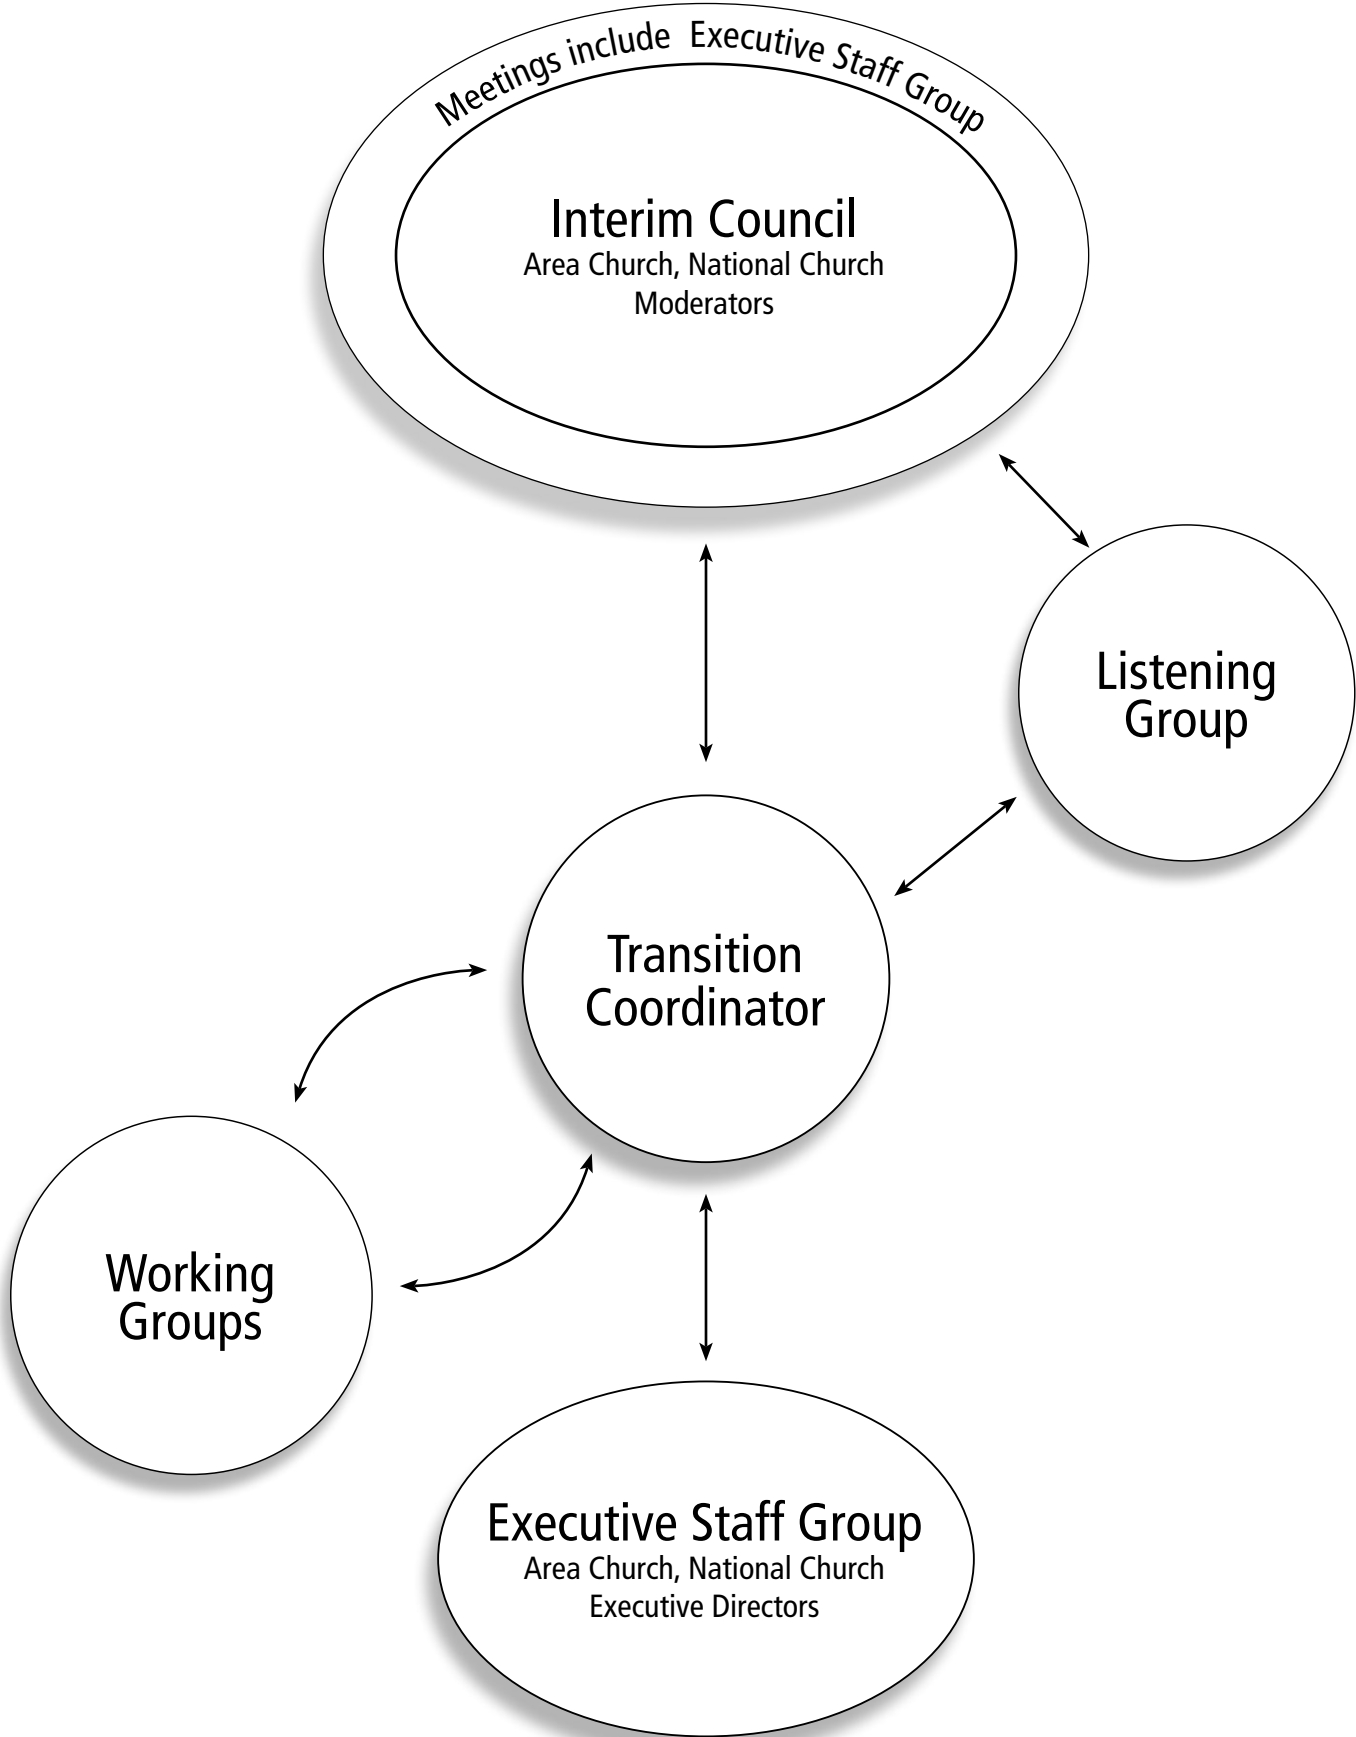 Meetings include Executive Staff Group
Interim Council
Area Church, National Church
Moderators
Listening
Group
Transition
Coordinator
Working
Groups
Executive Staff Group
Area Church, National Church
Executive Directors